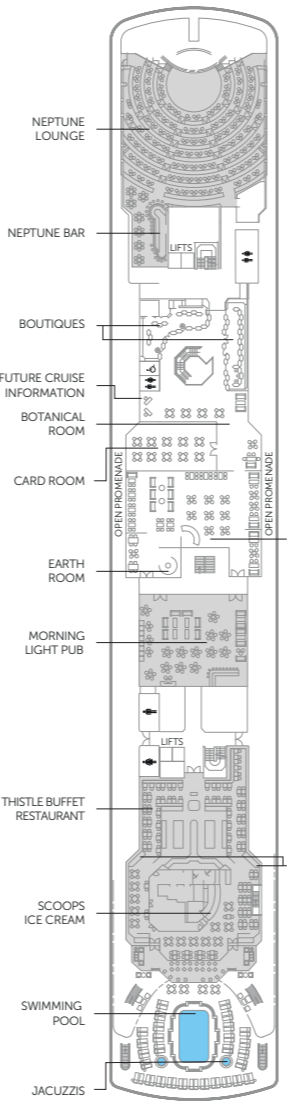 NEPTUNE
LOUNGE
NEPTUNE BAR
LIFTS
BOUTIQUES
FUTURE CRUISE
INFORMATION
BOTANICAL
ROOM
CARD ROOM
OPEN PROMENADE
OPEN PROMENADE
EARTH
ROOM
MORNING
LIGHT PUB
LIFTS
THISTLE BUFFET
RESTAURANT
SCOOPS
ICE CREAM
SWIMMING
POOL
JACUZZIS